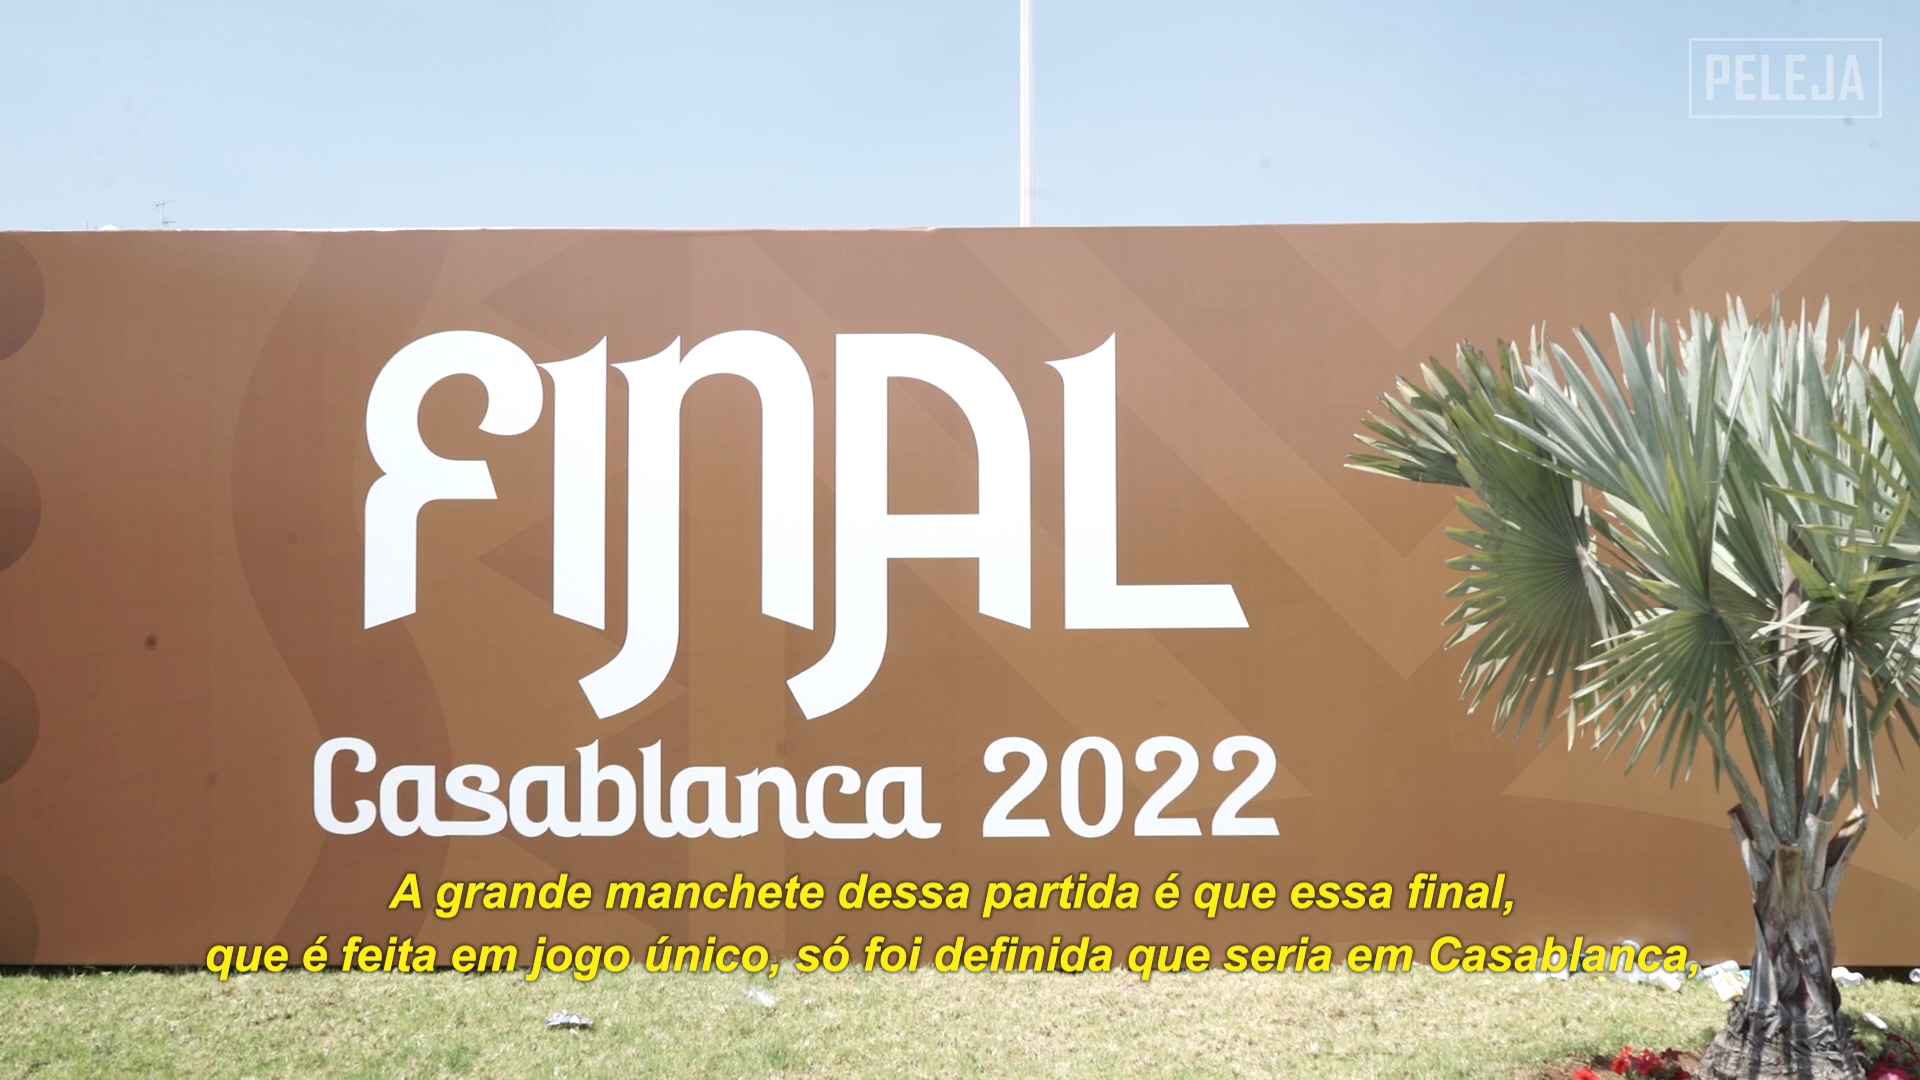 PELEJA
FINAL
Casablanca 2022
A grande manchete dessa partida é que essa final,
que é feita em jogo único, só foi definida que seria em Casablanca,